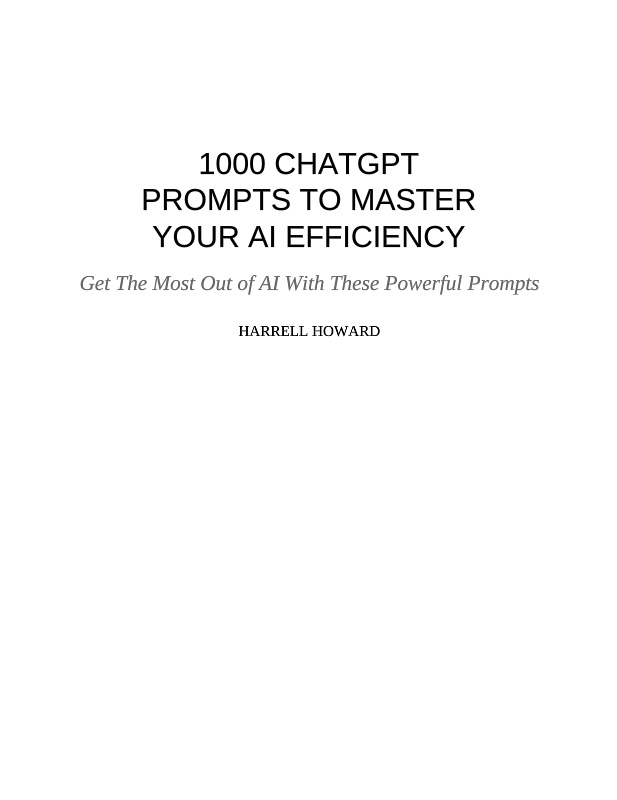 1000 CHATGPT
PROMPTS TO MASTER
YOUR AI EFFICIENCY
Get The Most Out of AI With These Powerful Prompts
HARRELL HOWARD